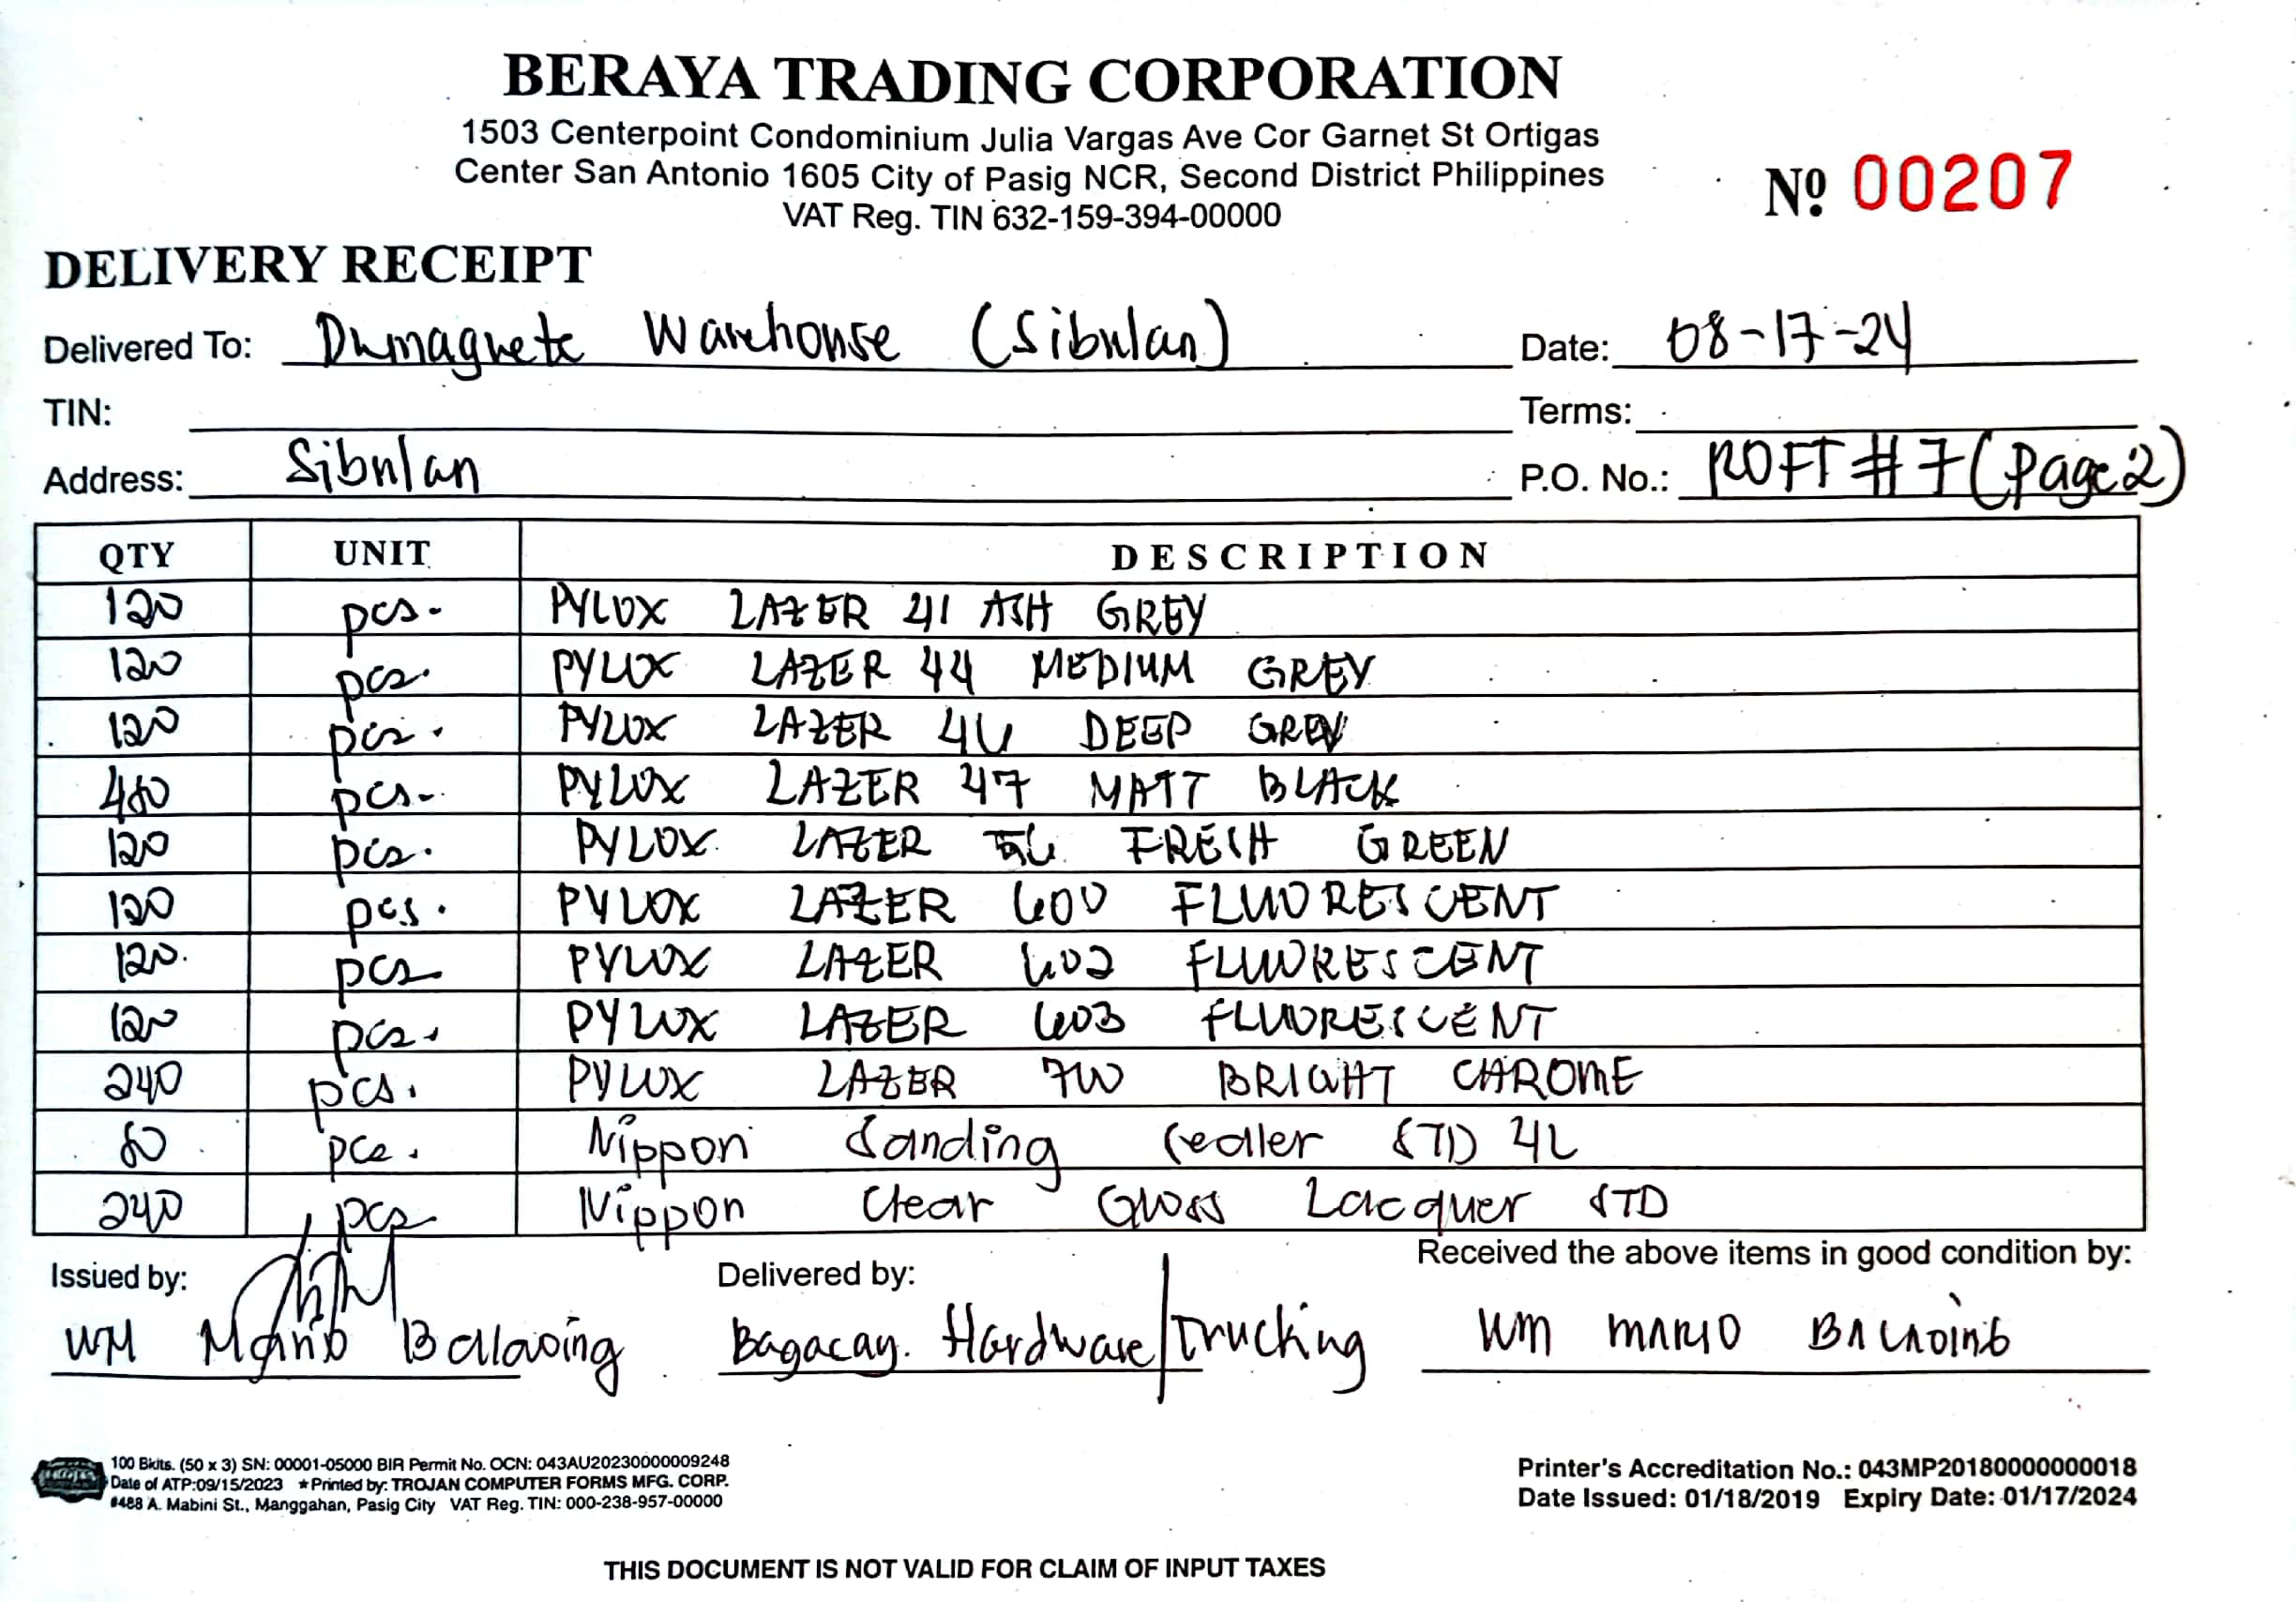 BERAYA TRADING CORPORATION
1503 Centerpoint Condominium Julia Vargas Ave Cor Garnet St Ortigas
Center San Antonio 1605 City of Pasig NCR, Second District Philippines
VAT Reg. TIN 632-159-394-00000
Nº 00207
DELIVERY RECEIPT
Delivered To: Dumaguete Warehouse (Sibulan) Date: 08-17-24
TIN: Terms:
Address: Sibulan P.O. No.: ROFT #7 (page 2)
QTY UNIT DESCRIPTION
120 pcs. PYLOX LAZER 41 ASH GREY
120 pcs. PYLOX LAZER 44 MEDIUM GREY
120 pcs. PYLOX LAZER 46 DEEP GREY
480 pcs. PYLOX LAZER 47 MATT BLACK
120 pcs. PYLOX LAZER 56 FRESH GREEN
120 pcs. PYLOX LAZER 600 FLUORESCENT
120. pcs PYLOX LAZER 602 FLUORESCENT
120 pcs. PYLOX LAZER 603 FLUORESCENT
240 pcs. PYLOX LAZER 700 BRIGHT CHROME
80 pcs. Nippon Sanding sealer STD 4L
240 pcs Nippon Clear Gloss Lacquer STD
Issued by: Delivered by: Received the above items in good condition by:
WM Mario Balaoing Bagacay. Hardware/Trucking WM MARIO BALAOING
100 Bklts. (50 x 3) SN: 00001-05000 BIR Permit No. OCN: 043AU20230000009248
Date of ATP:09/15/2023 ★Printed by: TROJAN COMPUTER FORMS MFG. CORP.
#488 A. Mabini St., Manggahan, Pasig City VAT Reg. TIN: 000-238-957-00000
Printer's Accreditation No.: 043MP20180000000018
Date Issued: 01/18/2019 Expiry Date: 01/17/2024
THIS DOCUMENT IS NOT VALID FOR CLAIM OF INPUT TAXES